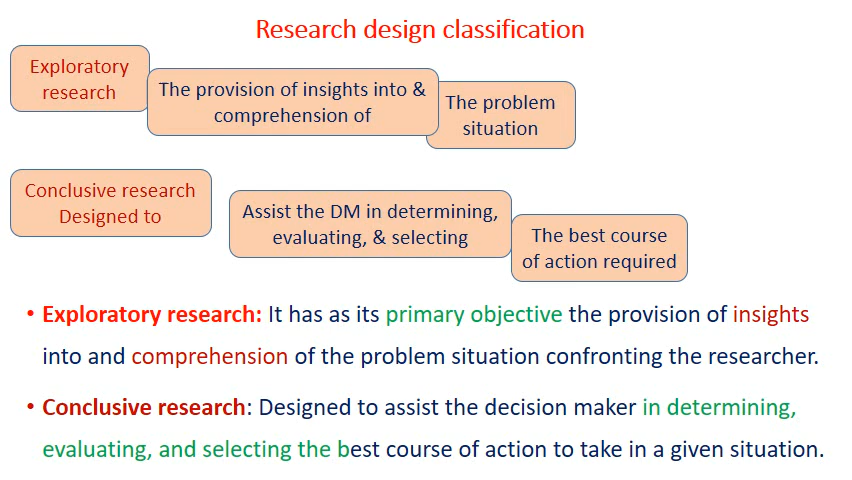 Research design classification
Exploratory
research
The provision of insights into &
comprehension of
The problem
situation
Conclusive research
Designed to
Assist the DM in determining,
evaluating, & selecting
The best course
of action required
• Exploratory research: It has as its primary objective the provision of insights
into and comprehension of the problem situation confronting the researcher.
• Conclusive research: Designed to assist the decision maker in determining,
evaluating, and selecting the best course of action to take in a given situation.